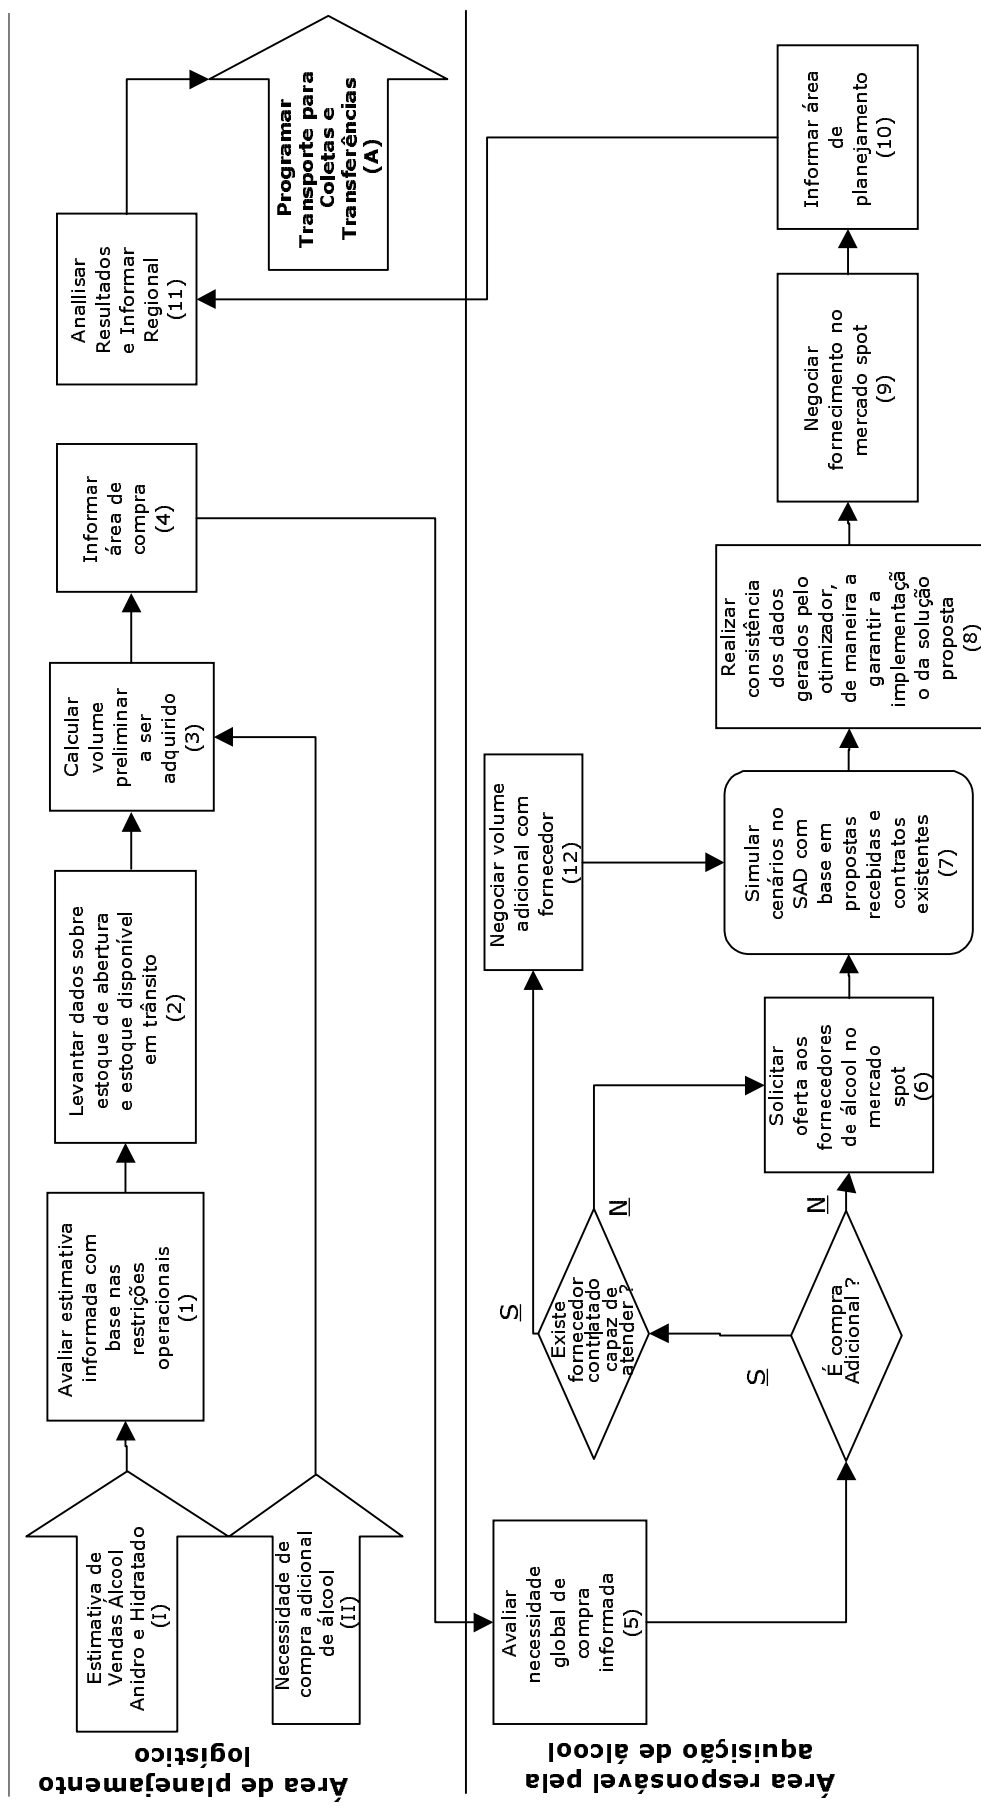 Área de planejamento
logístico
Estimativa de
Vendas Álcool
Anidro e Hidratado
(I)
Necessidade de
compra adicional
de álcool
(II)
Avaliar estimativa
informada com
base nas
restrições
operacionais
(1)
Levantar dados sobre
estoque de abertura
e estoque disponível
em trânsito
(2)
Calcular
volume
preliminar
a ser
adquirido
(3)
Informar
área de
compra
(4)
Anallisar
Resultados
e Informar
Regional
(11)
Programar
Transporte para
Coletas e
Transferências
(A)
Área responsável pela
aquisição de álcool
Avaliar
necessidade
global de
compra
informada
(5)
É compra
Adicional ?
S
N
Existe
fornecedor
contratado
capaz de
atender ?
S
N
Negociar volume
adicional com
fornecedor
(12)
Solicitar
oferta aos
fornecedores
de álcool no
mercado
spot
(6)
Simular
cenários no
SAD com
base em
propostas
recebidas e
contratos
existentes
(7)
Realizar
consistência
dos dados
gerados pelo
otimizador,
de maneira a
garantir a
implementaçã
o da solução
proposta
(8)
Negociar
fornecimento no
mercado spot
(9)
Informar área
de
planejamento
(10)